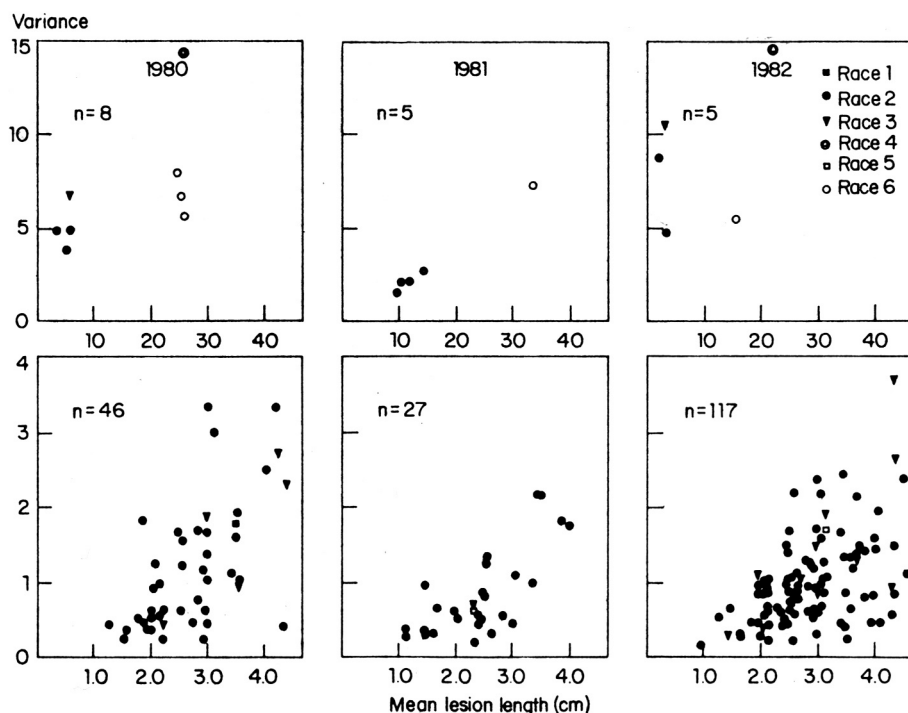 Variance
15
10
5
0
1980
n=8
10 20 30 40
1981
n=5
10 20 30 40
1982
n=5
Race 1
Race 2
Race 3
Race 4
Race 5
Race 6
10 20 30 40
4
3
2
1
0
n=46
1.0 2.0 3.0 4.0
n=27
1.0 2.0 3.0 4.0
n=117
1.0 2.0 3.0 4.0
Mean lesion length (cm)